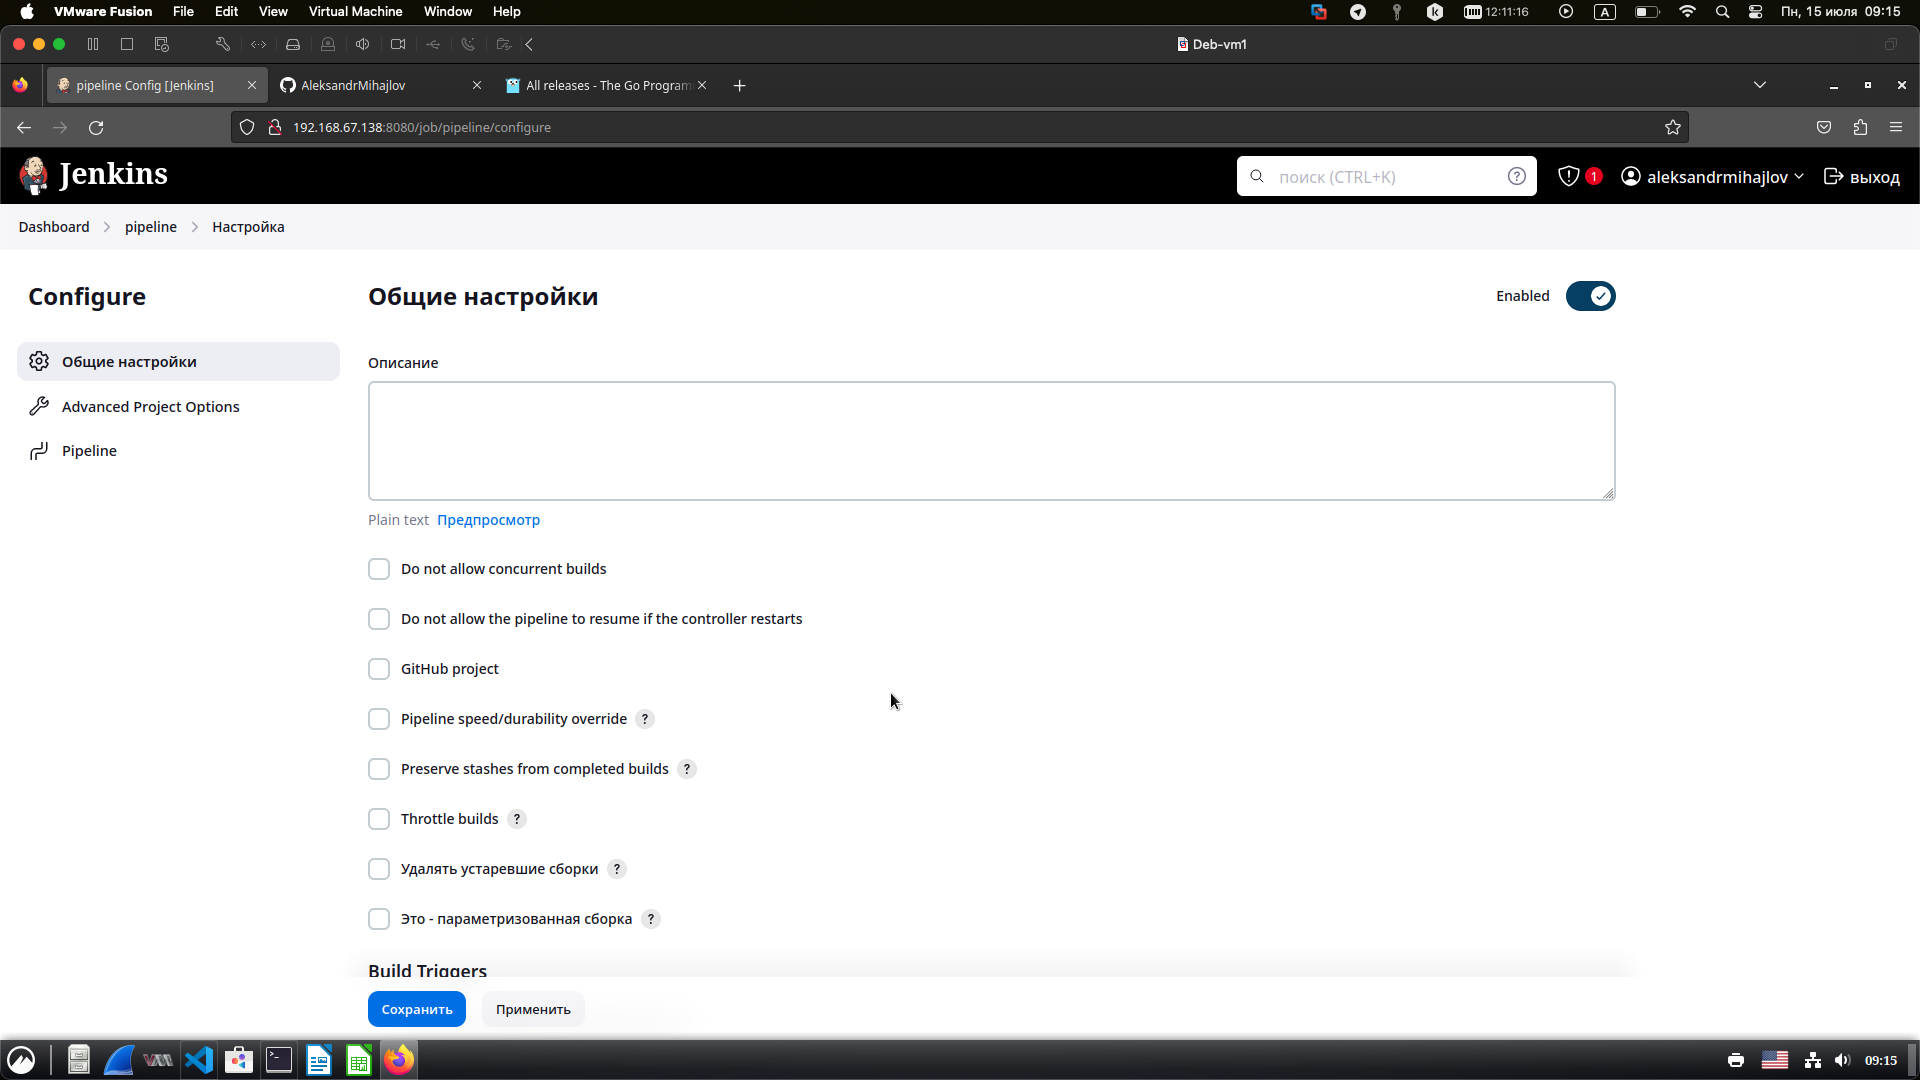 VMware Fusion File Edit View Virtual Machine Window Help 12:11:16 A Пн, 15 июля 09:15
Deb-vm1
pipeline Config [Jenkins] AleksandrMihajlov All releases - The Go Program
192.168.67.138:8080/job/pipeline/configure
Jenkins поиск (CTRL+K) ? 1 aleksandrmihajlov выход
Dashboard pipeline Настройка
Configure
Общие настройки
Advanced Project Options
Pipeline
Общие настройки Enabled
Описание
Plain text Предпросмотр
Do not allow concurrent builds
Do not allow the pipeline to resume if the controller restarts
GitHub project
Pipeline speed/durability override ?
Preserve stashes from completed builds ?
Throttle builds ?
Удалять устаревшие сборки ?
Это - параметризованная сборка ?
Build Triggers
Сохранить Применить
09:15